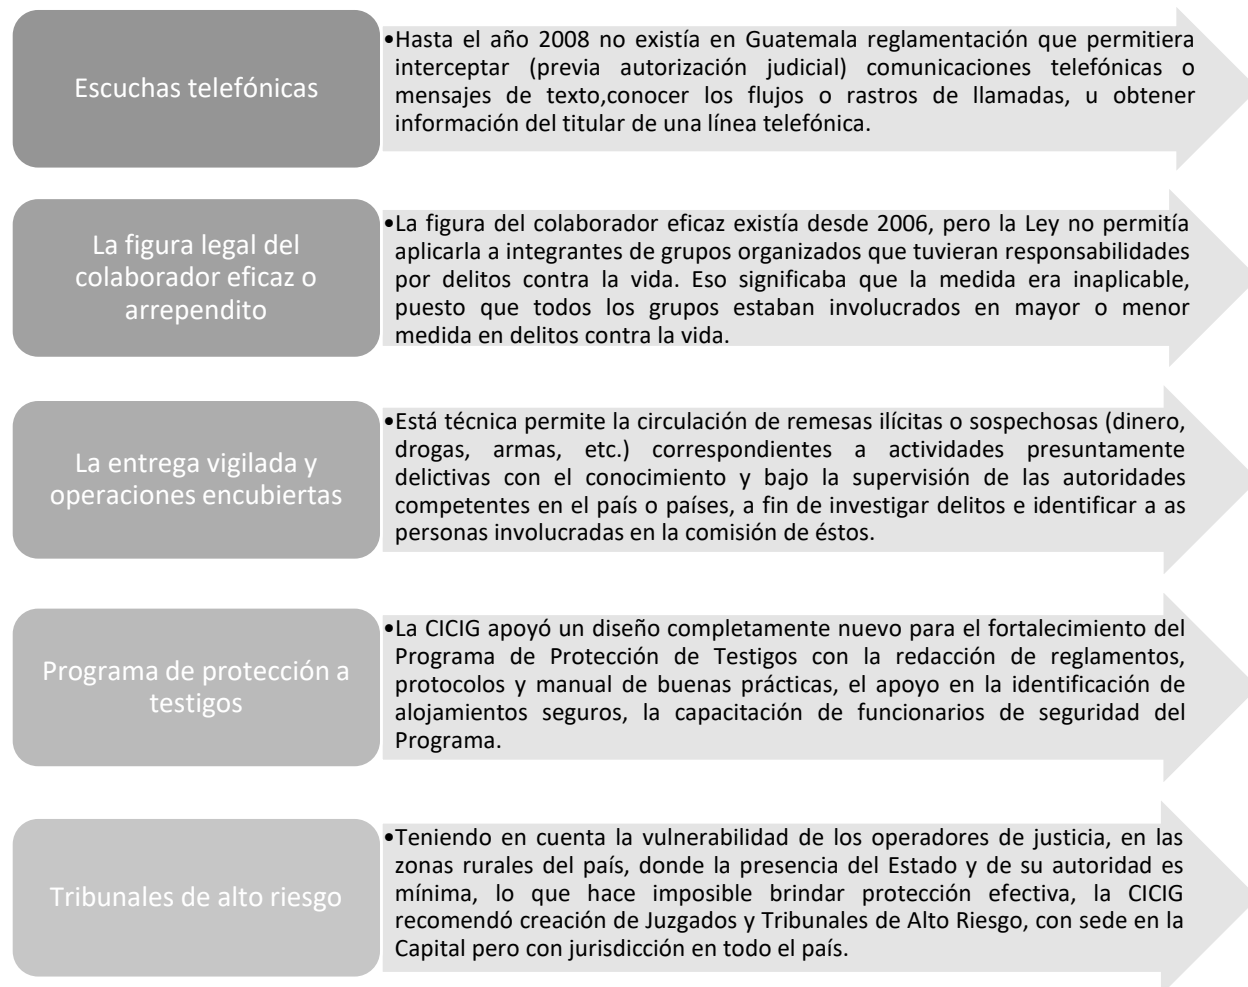 Escuchas telefónicas
•Hasta el año 2008 no existía en Guatemala reglamentación que permitiera
interceptar (previa autorización judicial) comunicaciones telefónicas o
mensajes de texto,conocer los flujos o rastros de llamadas, u obtener
información del titular de una línea telefónica.
La figura legal del
colaborador eficaz o
arrependito
•La figura del colaborador eficaz existía desde 2006, pero la Ley no permitía
aplicarla a integrantes de grupos organizados que tuvieran responsabilidades
por delitos contra la vida. Eso significaba que la medida era inaplicable,
puesto que todos los grupos estaban involucrados en mayor o menor
medida en delitos contra la vida.
La entrega vigilada y
operaciones encubiertas
•Está técnica permite la circulación de remesas ilícitas o sospechosas (dinero,
drogas, armas, etc.) correspondientes a actividades presuntamente
delictivas con el conocimiento y bajo la supervisión de las autoridades
competentes en el país o países, a fin de investigar delitos e identificar a as
personas involucradas en la comisión de éstos.
Programa de protección a
testigos
•La CICIG apoyó un diseño completamente nuevo para el fortalecimiento del
Programa de Protección de Testigos con la redacción de reglamentos,
protocolos y manual de buenas prácticas, el apoyo en la identificación de
alojamientos seguros, la capacitación de funcionarios de seguridad del
Programa.
Tribunales de alto riesgo
•Teniendo en cuenta la vulnerabilidad de los operadores de justicia, en las
zonas rurales del país, donde la presencia del Estado y de su autoridad es
mínima, lo que hace imposible brindar protección efectiva, la CICIG
recomendó creación de Juzgados y Tribunales de Alto Riesgo, con sede en la
Capital pero con jurisdicción en todo el país.